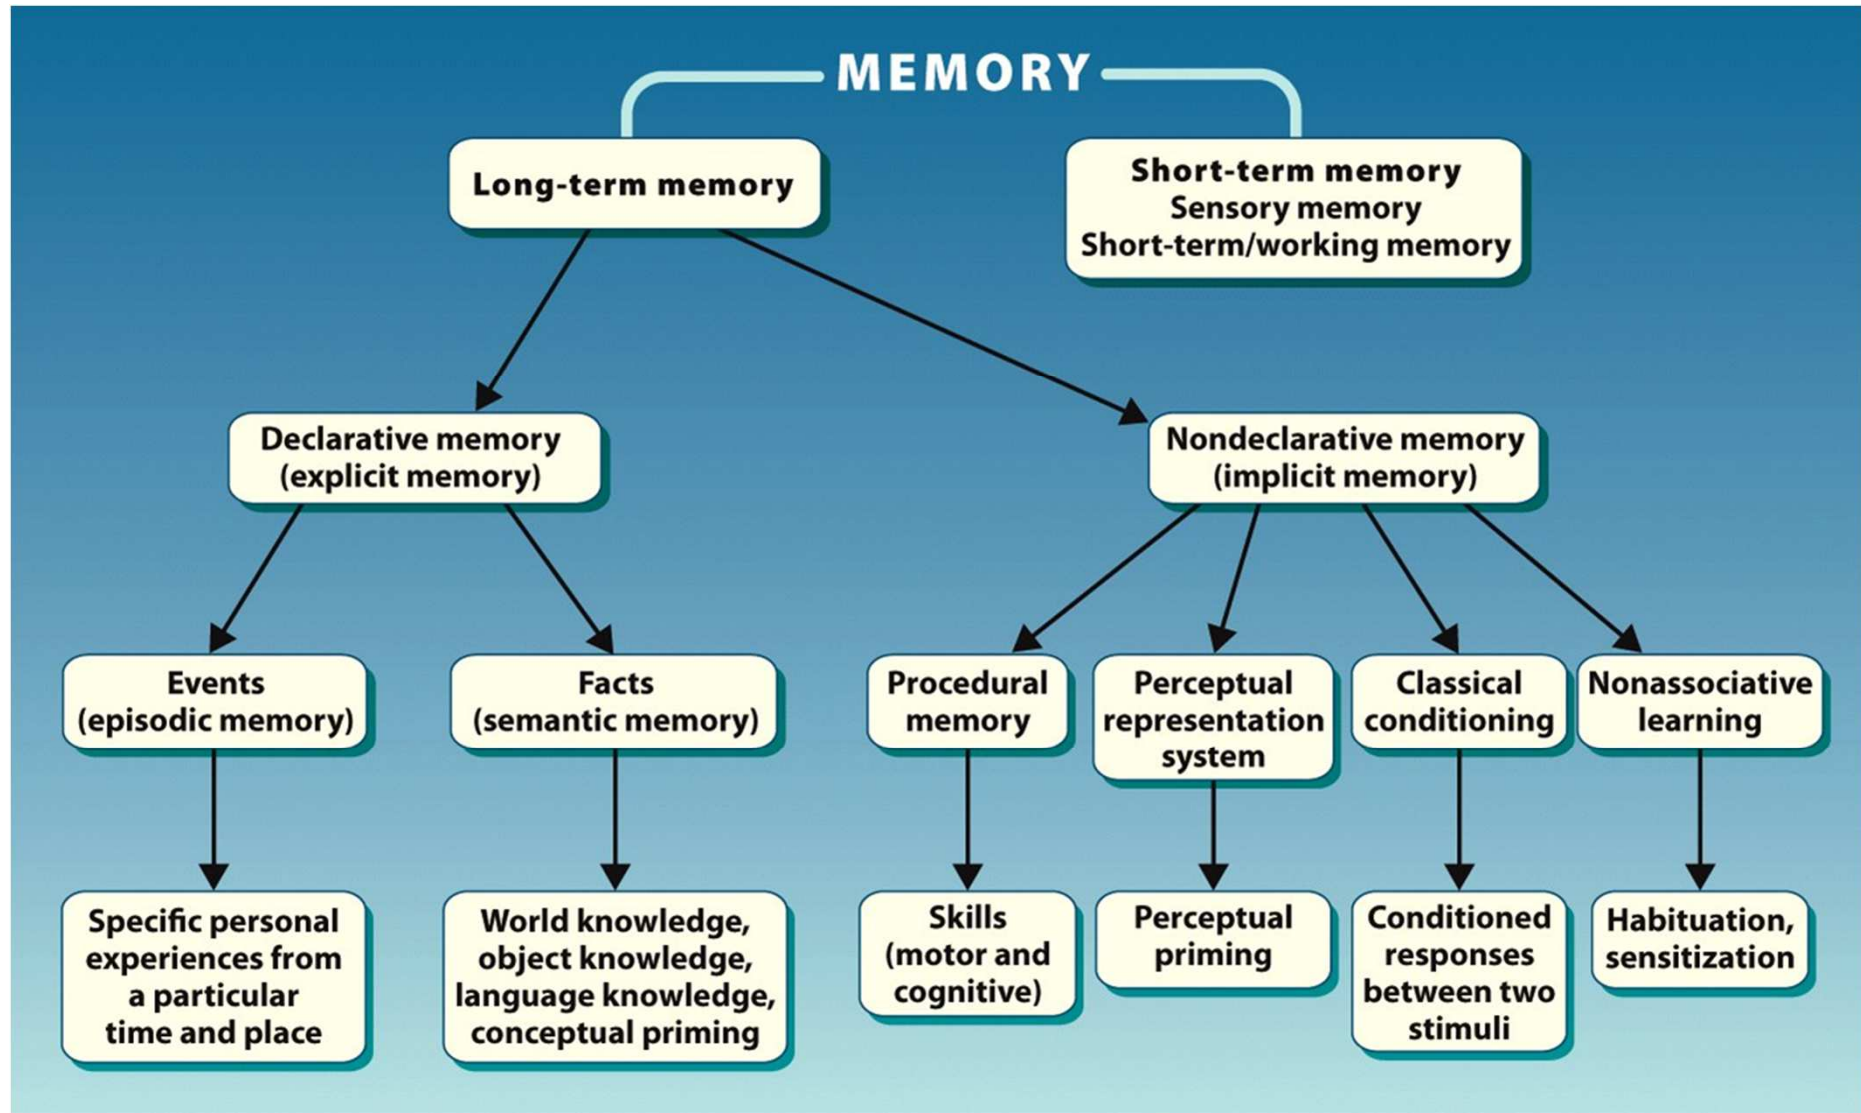 MEMORY
Long-term memory
Short-term memory
Sensory memory
Short-term/working memory
Declarative memory
(explicit memory)
Nondeclarative memory
(implicit memory)
Events
(episodic memory)
Facts
(semantic memory)
Procedural
memory
Perceptual
representation
system
Classical
conditioning
Nonassociative
learning
Specific personal
experiences from
a particular
time and place
World knowledge,
object knowledge,
language knowledge,
conceptual priming
Skills
(motor and
cognitive)
Perceptual
priming
Conditioned
responses
between two
stimuli
Habituation,
sensitization